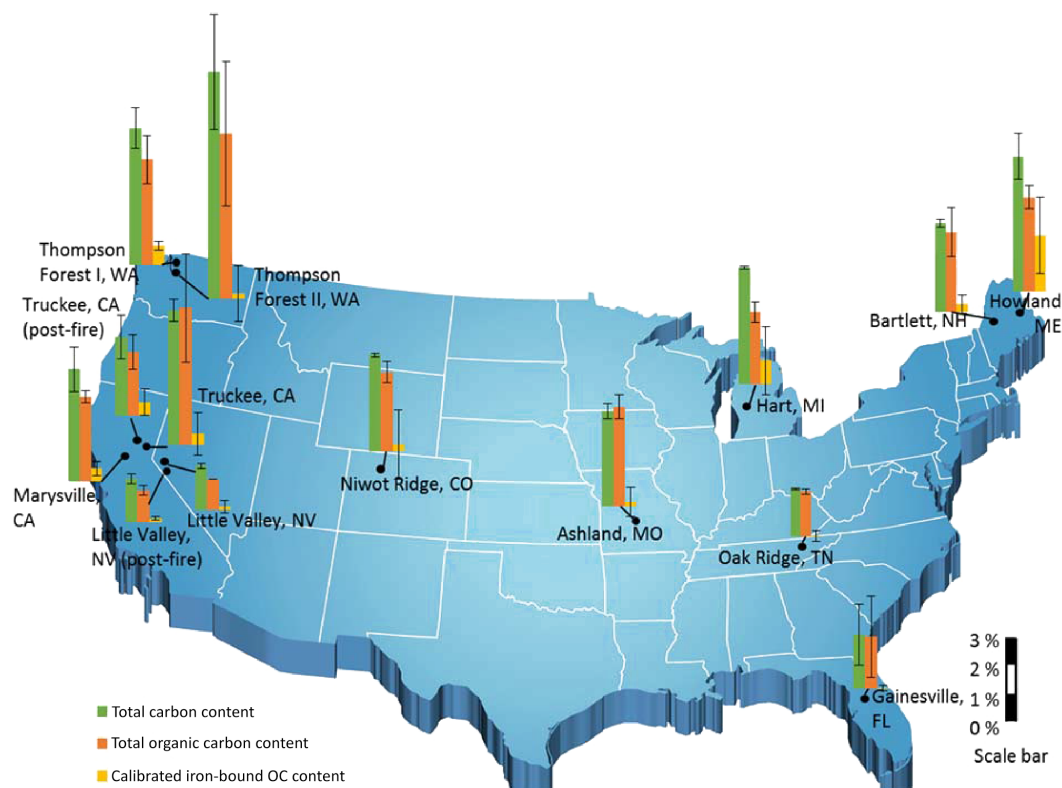 Thompson
Forest I, WA
Thompson
Forest II, WA
Truckee, CA
(post-fire)
Truckee, CA
Marysville,
CA
Little Valley, NV
Little Valley,
NV (post-fire)
Niwot Ridge, CO
Ashland, MO
Hart, MI
Bartlett, NH
Howland
ME
Oak Ridge, TN
Gainesville,
FL
3 %
2 %
1 %
0 %
Scale bar
Total carbon content
Total organic carbon content
Calibrated iron-bound OC content